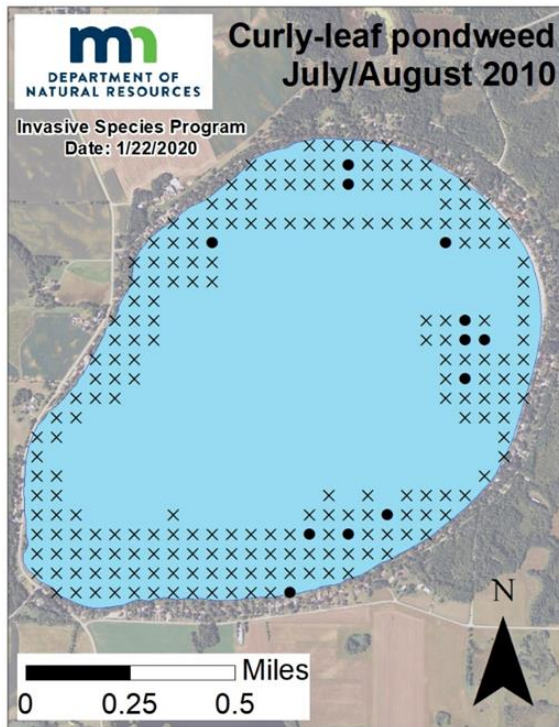 DEPARTMENT OF
NATURAL RESOURCES
Invasive Species Program
Date: 1/22/2020
Curly-leaf pondweed
July/August 2010
N
Miles
0 0.25 0.5